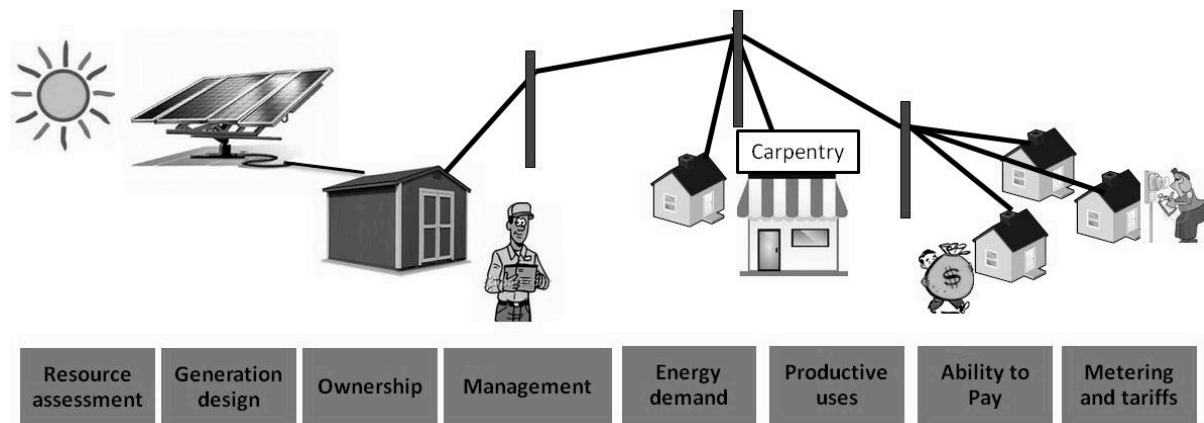 Carpentry
$
Resource
assessment
Generation
design
Ownership
Management
Energy
demand
Productive
uses
Ability to
Pay
Metering
and tariffs